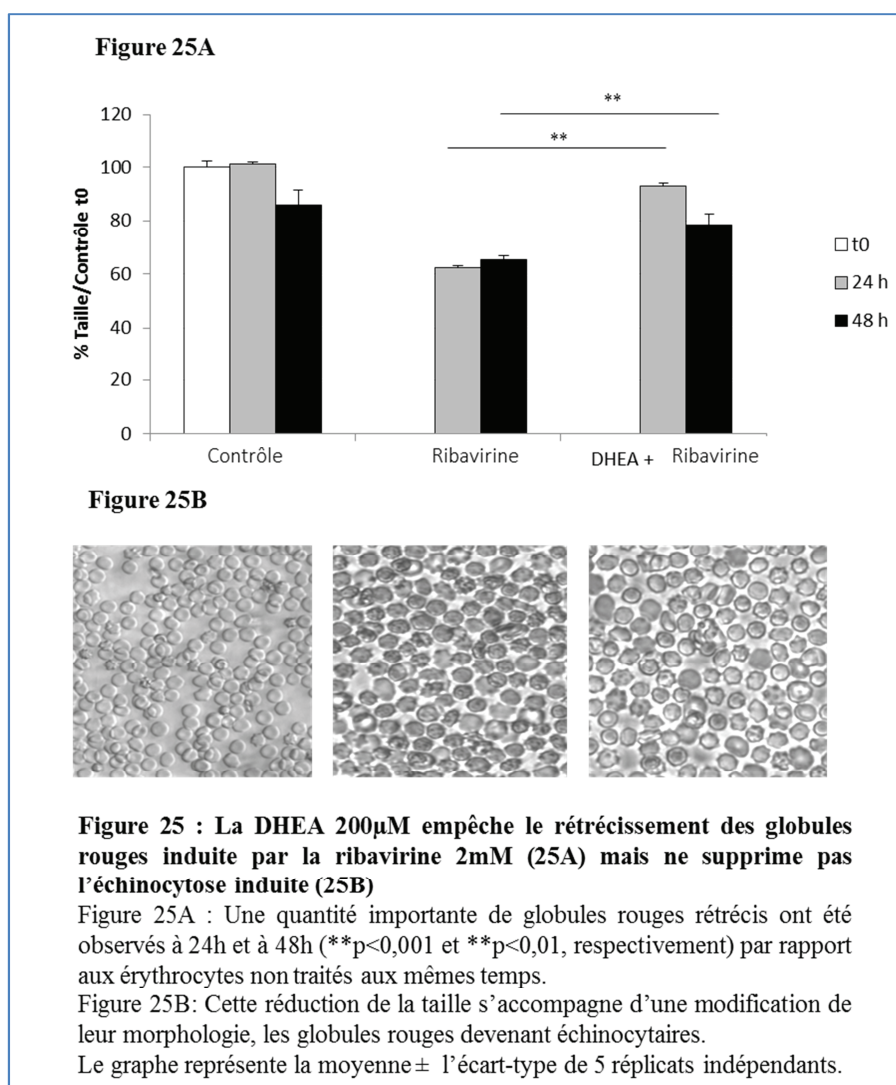 Figure 25A
**
**
120
100
80
60
40
20
0
% Taille/Contrôle t0
t0
24 h
48 h
Contrôle
Ribavirine
DHEA + Ribavirine
Figure 25B
Figure 25 : La DHEA 200µM empêche le rétrécissement des globules
rouges induite par la ribavirine 2mM (25A) mais ne supprime pas
l’échinocytose induite (25B)
Figure 25A : Une quantité importante de globules rouges rétrécis ont été
observés à 24h et à 48h (**p<0,001 et **p<0,01, respectivement) par rapport
aux érythrocytes non traités aux mêmes temps.
Figure 25B: Cette réduction de la taille s’accompagne d’une modification de
leur morphologie, les globules rouges devenant échinocytaires.
Le graphe représente la moyenne ± l’écart-type de 5 réplicats indépendants.